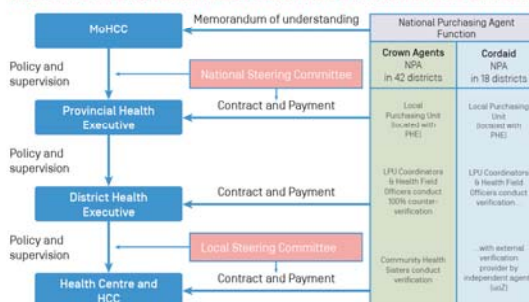 Memorandum of understanding
National Purchasing Agent
Function
MoHCC
Crown Agents
NPA
in 42 districts
Cordaid
NPA
in 18 districts
Policy and
supervision
National Steering Committee
Contract and Payment
Provincial Health
Executive
Local
Purchasing Unit
(located with
PHE)
Local Purchasing
Unit
(located with
PHE)
Policy and
supervision
Contract and Payment
District Health
Executive
LPU Coordinators
& Health Field
Officers conduct
100% counter-
verification
LPU Coordinators
& Health Field
Officers conduct
verification...
Policy and
supervision
Local Steering Committee
Contract and Payment
Health Centre and
HCC
Community Health
Sisters conduct
verification
...with external
verification
provider by
independent agent
(uoZ)